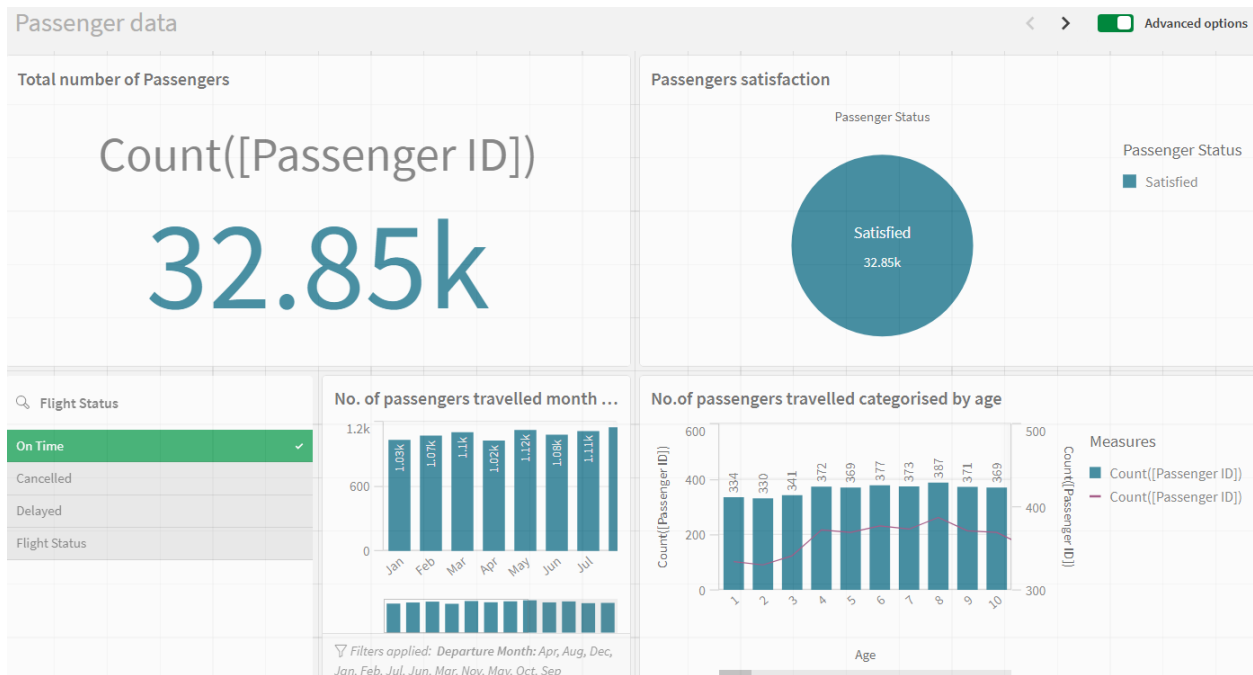 Passenger data
Advanced options
Total number of Passengers
Count([Passenger ID])
32.85k
Passengers satisfaction
Passenger Status
Satisfied
32.85k
Passenger Status
Satisfied
Flight Status
On Time
Cancelled
Delayed
Flight Status
No. of passengers travelled month ...
1.2k
600
0
1.03k
1.07k
1.1k
1.02k
1.12k
1.08k
1.11k
Jan
Feb
Mar
Apr
May
Jun
Jul
Filters applied: Departure Month: Apr, Aug, Dec,
Jan, Feb, Jul, Jun, Mar, Nov, May, Oct, Sep
No.of passengers travelled categorised by age
Count([Passenger ID])
600
400
200
0
334
330
341
372
369
377
373
387
371
369
1
2
3
4
5
6
7
8
9
10
Age
500
400
300
Count([Passenger ID])
Measures
Count([Passenger ID])
Count([Passenger ID])